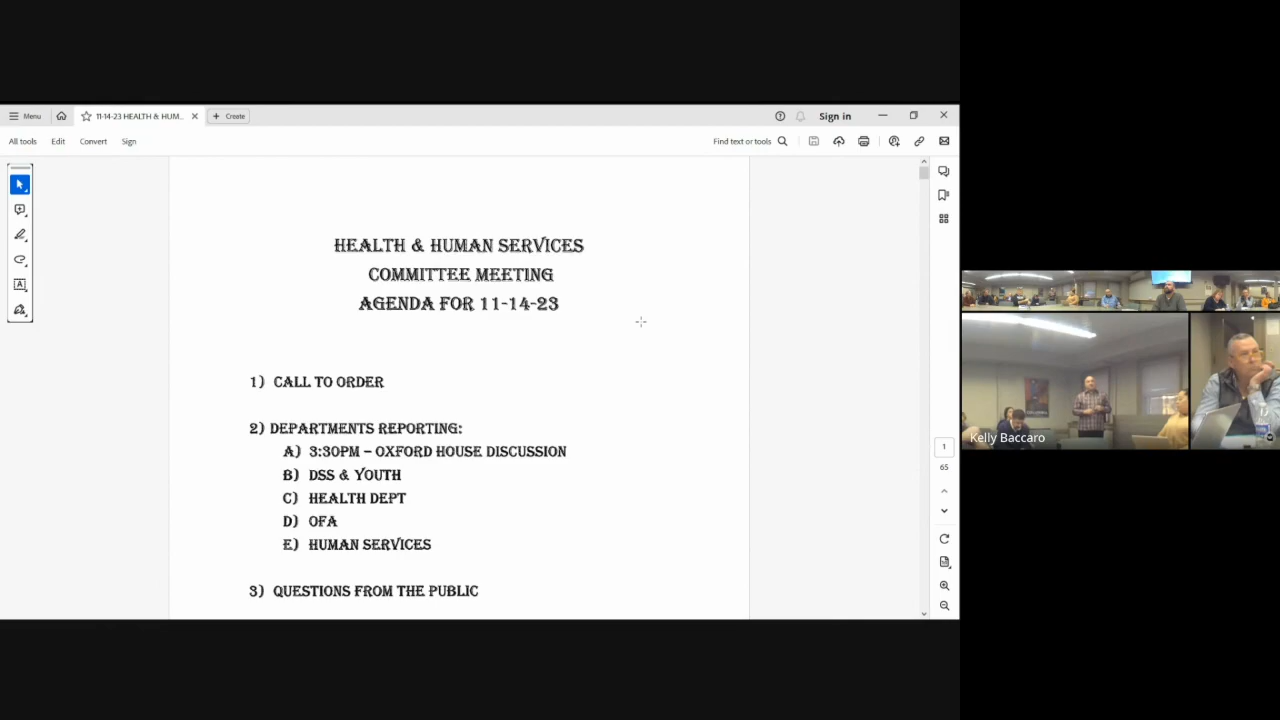 Menu
11-14-23 HEALTH & HUM...
Create
Sign in
All tools
Edit
Convert
Sign
Find text or tools
HEALTH & HUMAN SERVICES
COMMITTEE MEETING
AGENDA FOR 11-14-23
1) CALL TO ORDER
2) DEPARTMENTS REPORTING:
A) 3:30PM – OXFORD HOUSE DISCUSSION
B) DSS & YOUTH
C) HEALTH DEPT
D) OFA
E) HUMAN SERVICES
3) QUESTIONS FROM THE PUBLIC
1
65
Kelly Baccaro